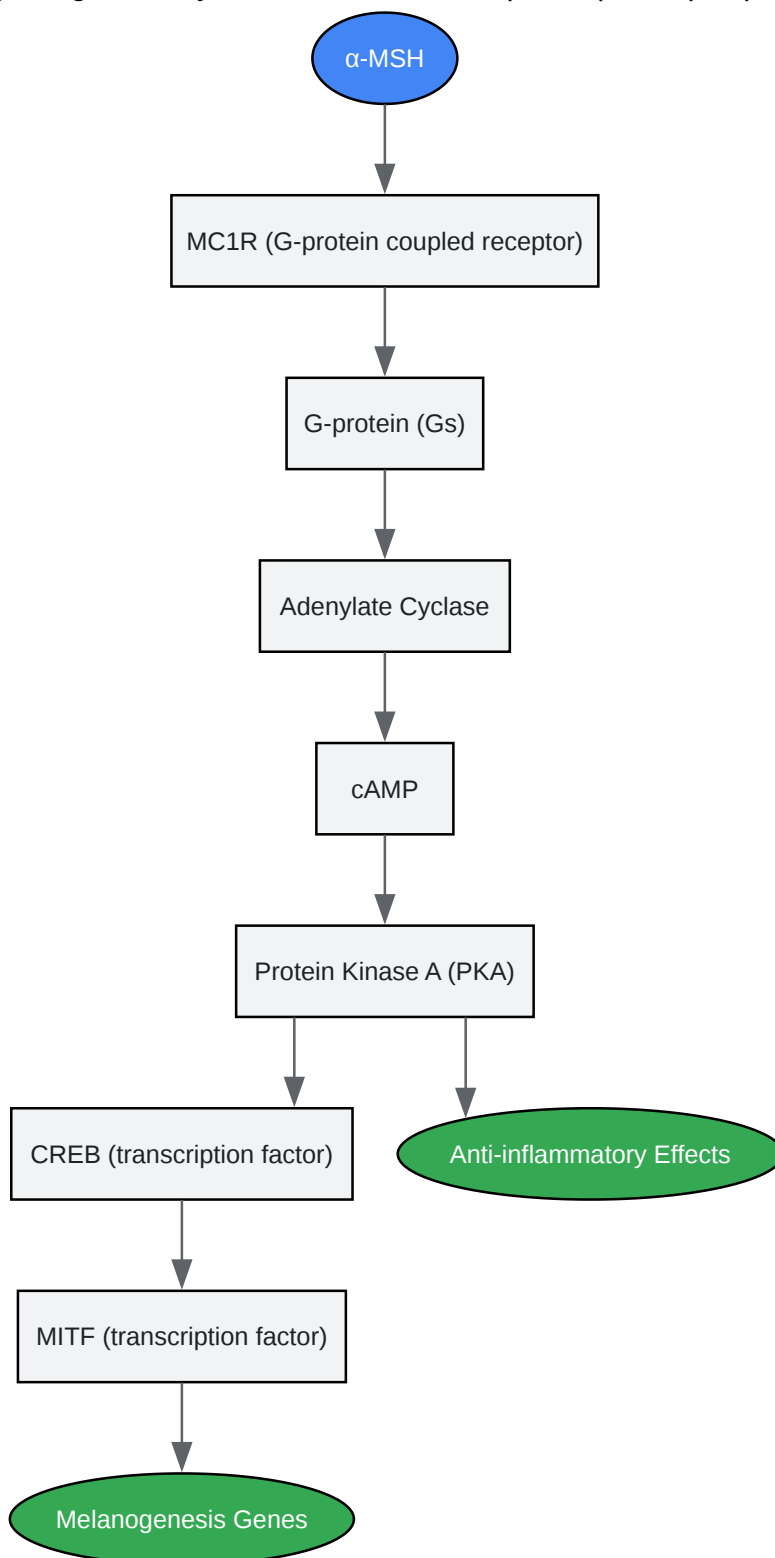 α-MSH
MC1R (G-protein coupled receptor)
G-protein (Gs)
Adenylate Cyclase
cAMP
Protein Kinase A (PKA)
CREB (transcription factor)
Anti-inflammatory Effects
MITF (transcription factor)
Melanogenesis Genes